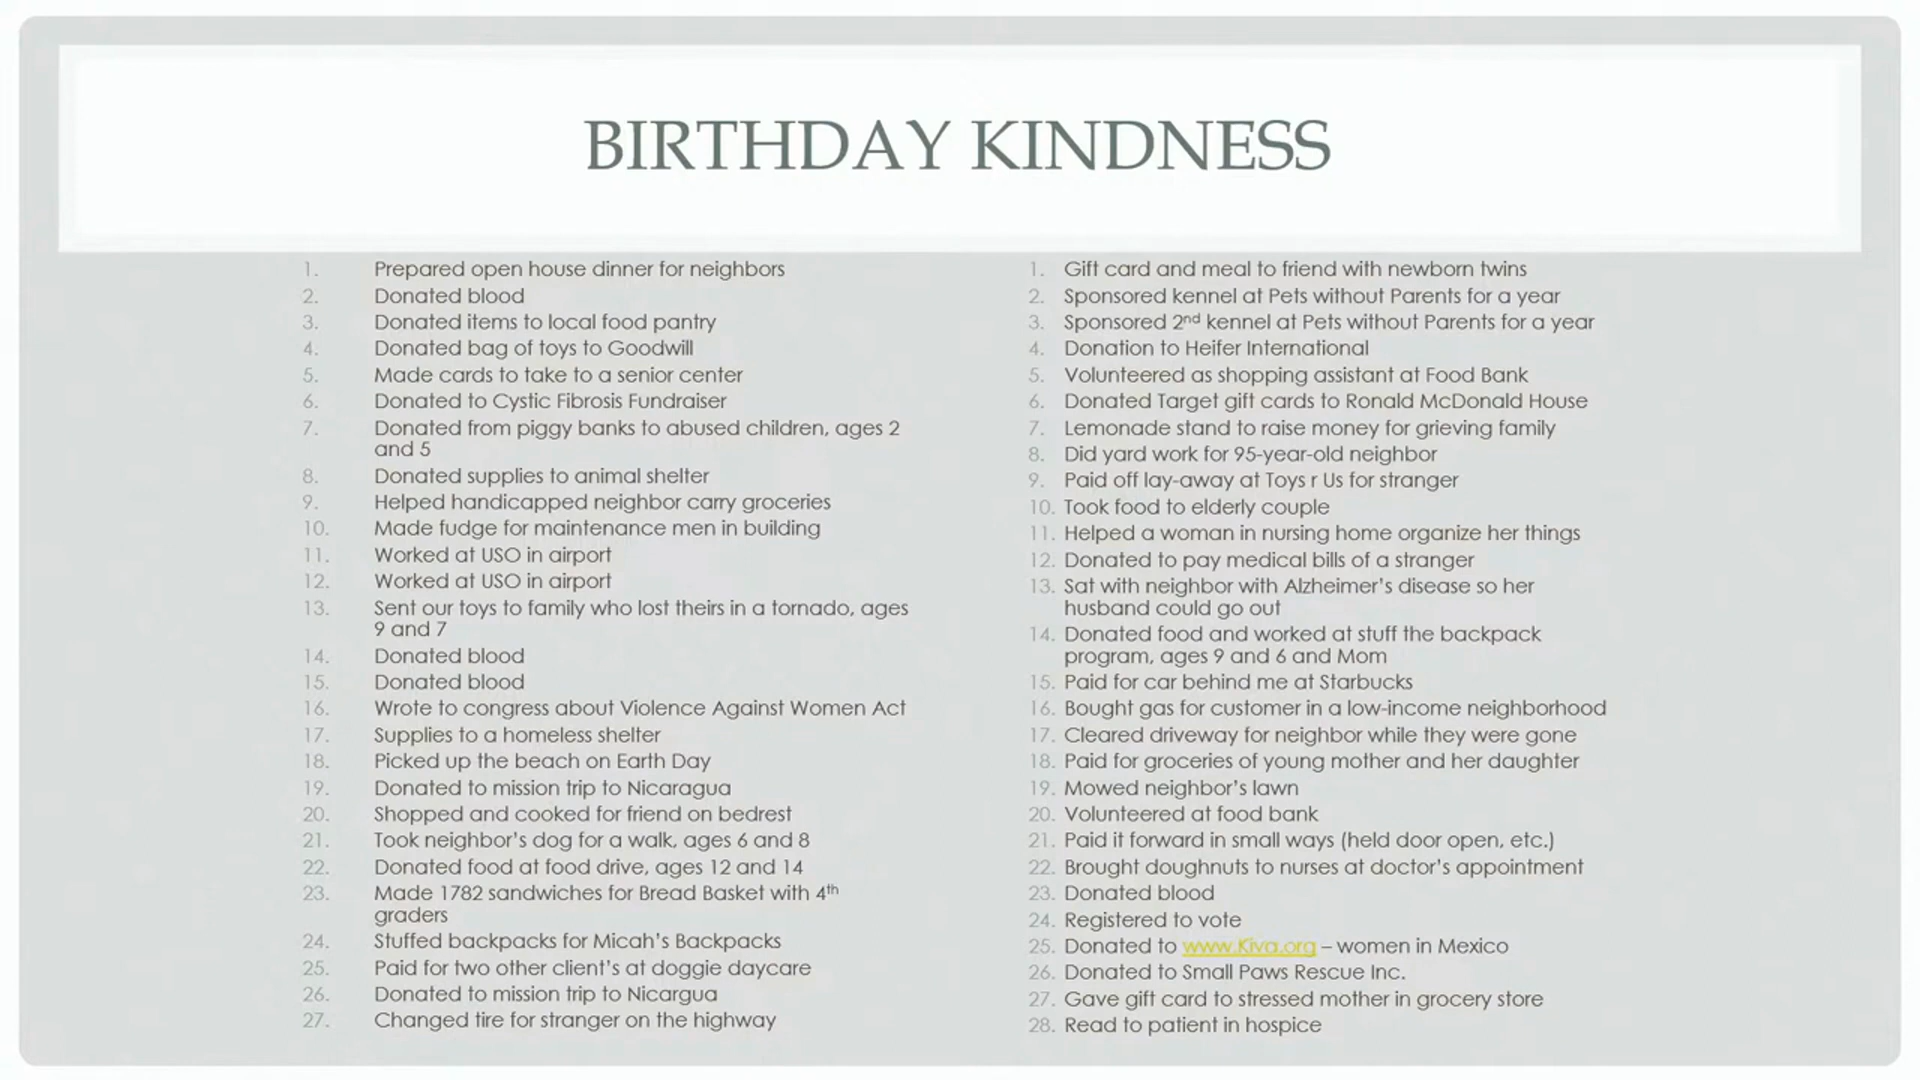 BIRTHDAY KINDNESS
1. Prepared open house dinner for neighbors
2. Donated blood
3. Donated items to local food pantry
4. Donated bag of toys to Goodwill
5. Made cards to take to a senior center
6. Donated to Cystic Fibrosis Fundraiser
7. Donated from piggy banks to abused children, ages 2
and 5
8. Donated supplies to animal shelter
9. Helped handicapped neighbor carry groceries
10. Made fudge for maintenance men in building
11. Worked at USO in airport
12. Worked at USO in airport
13. Sent our toys to family who lost theirs in a tornado, ages
9 and 7
14. Donated blood
15. Donated blood
16. Wrote to congress about Violence Against Women Act
17. Supplies to a homeless shelter
18. Picked up the beach on Earth Day
19. Donated to mission trip to Nicaragua
20. Shopped and cooked for friend on bedrest
21. Took neighbor's dog for a walk, ages 6 and 8
22. Donated food at food drive, ages 12 and 14
23. Made 1782 sandwiches for Bread Basket with 4th
graders
24. Stuffed backpacks for Micah's Backpacks
25. Paid for two other client's at doggie daycare
26. Donated to mission trip to Nicargua
27. Changed tire for stranger on the highway
1. Gift card and meal to friend with newborn twins
2. Sponsored kennel at Pets without Parents for a year
3. Sponsored 2nd kennel at Pets without Parents for a year
4. Donation to Heifer International
5. Volunteered as shopping assistant at Food Bank
6. Donated Target gift cards to Ronald McDonald House
7. Lemonade stand to raise money for grieving family
8. Did yard work for 95-year-old neighbor
9. Paid off lay-away at Toys r Us for stranger
10. Took food to elderly couple
11. Helped a woman in nursing home organize her things
12. Donated to pay medical bills of a stranger
13. Sat with neighbor with Alzheimer's disease so her
husband could go out
14. Donated food and worked at stuff the backpack
program, ages 9 and 6 and Mom
15. Paid for car behind me at Starbucks
16. Bought gas for customer in a low-income neighborhood
17. Cleared driveway for neighbor while they were gone
18. Paid for groceries of young mother and her daughter
19. Mowed neighbor's lawn
20. Volunteered at food bank
21. Paid it forward in small ways (held door open, etc.)
22. Brought doughnuts to nurses at doctor's appointment
23. Donated blood
24. Registered to vote
25. Donated to www.Kiva.org – women in Mexico
26. Donated to Small Paws Rescue Inc.
27. Gave gift card to stressed mother in grocery store
28. Read to patient in hospice